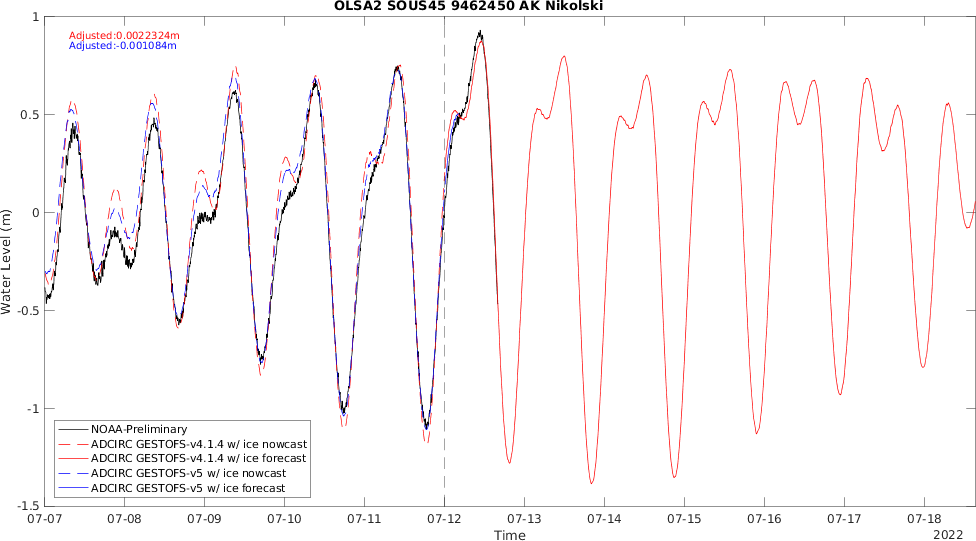 OLSA2 SOUS45 9462450 AK Nikolski
Adjusted:0.0022324m
Adjusted:-0.001084m
1
0.5
0
-0.5
-1
-1.5
Water Level (m)
NOAA-Preliminary
ADCIRC GESTOFS-v4.1.4 w/ ice nowcast
ADCIRC GESTOFS-v4.1.4 w/ ice forecast
ADCIRC GESTOFS-v5 w/ ice nowcast
ADCIRC GESTOFS-v5 w/ ice forecast
07-07 07-08 07-09 07-10 07-11 07-12 07-13 07-14 07-15 07-16 07-17 07-18
Time
2022